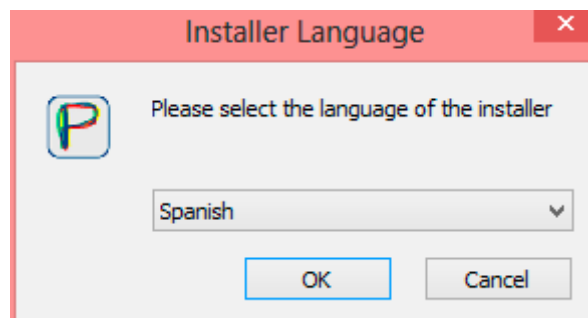 Installer Language
Please select the language of the installer
Spanish
OK
Cancel